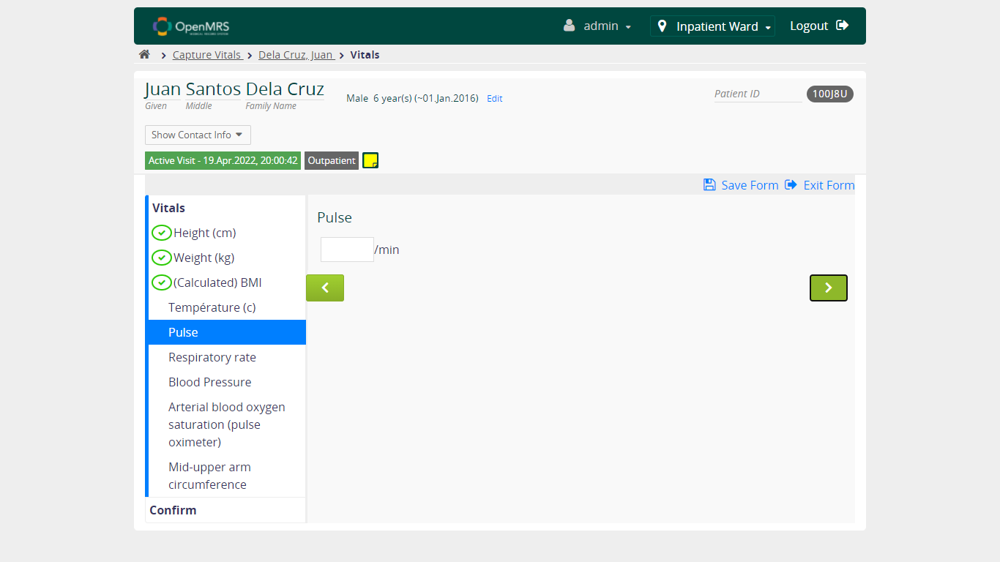 OpenMRS
admin
Inpatient Ward
Logout
Capture Vitals
Dela Cruz, Juan
Vitals
Juan Santos Dela Cruz
Given Middle Family Name
Male 6 year(s) (~01.Jan.2016) Edit
Patient ID 100J8U
Show Contact Info
Active Visit - 19.Apr.2022, 20:00:42 Outpatient
Save Form Exit Form
Vitals
Height (cm)
Weight (kg)
(Calculated) BMI
Température (c)
Pulse
Respiratory rate
Blood Pressure
Arterial blood oxygen
saturation (pulse
oximeter)
Mid-upper arm
circumference
Confirm
Pulse
/min